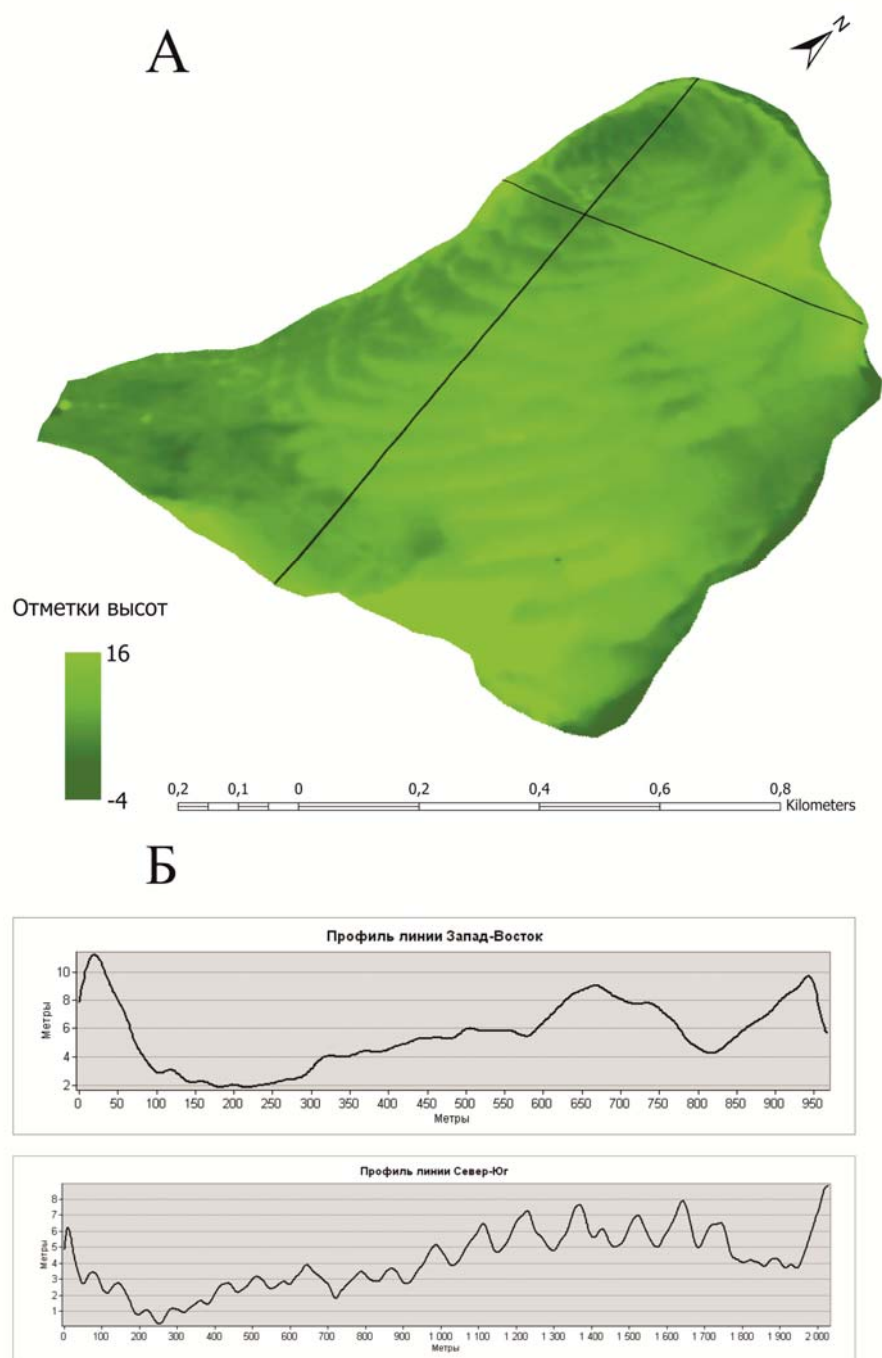 А
N
Отметки высот
16
-4
0,2 0,1 0 0,2 0,4 0,6 0,8
Kilometers
Б
Профиль линии Запад-Восток
Метры
10
8
6
4
2
0 50 100 150 200 250 300 350 400 450 500 550 600 650 700 750 800 850 900 950
Метры
Профиль линии Север-Юг
Метры
8
7
6
5
4
3
2
1
0 100 200 300 400 500 600 700 800 900 1 000 1 100 1 200 1 300 1 400 1 500 1 600 1 700 1 800 1 900 2 000
Метры